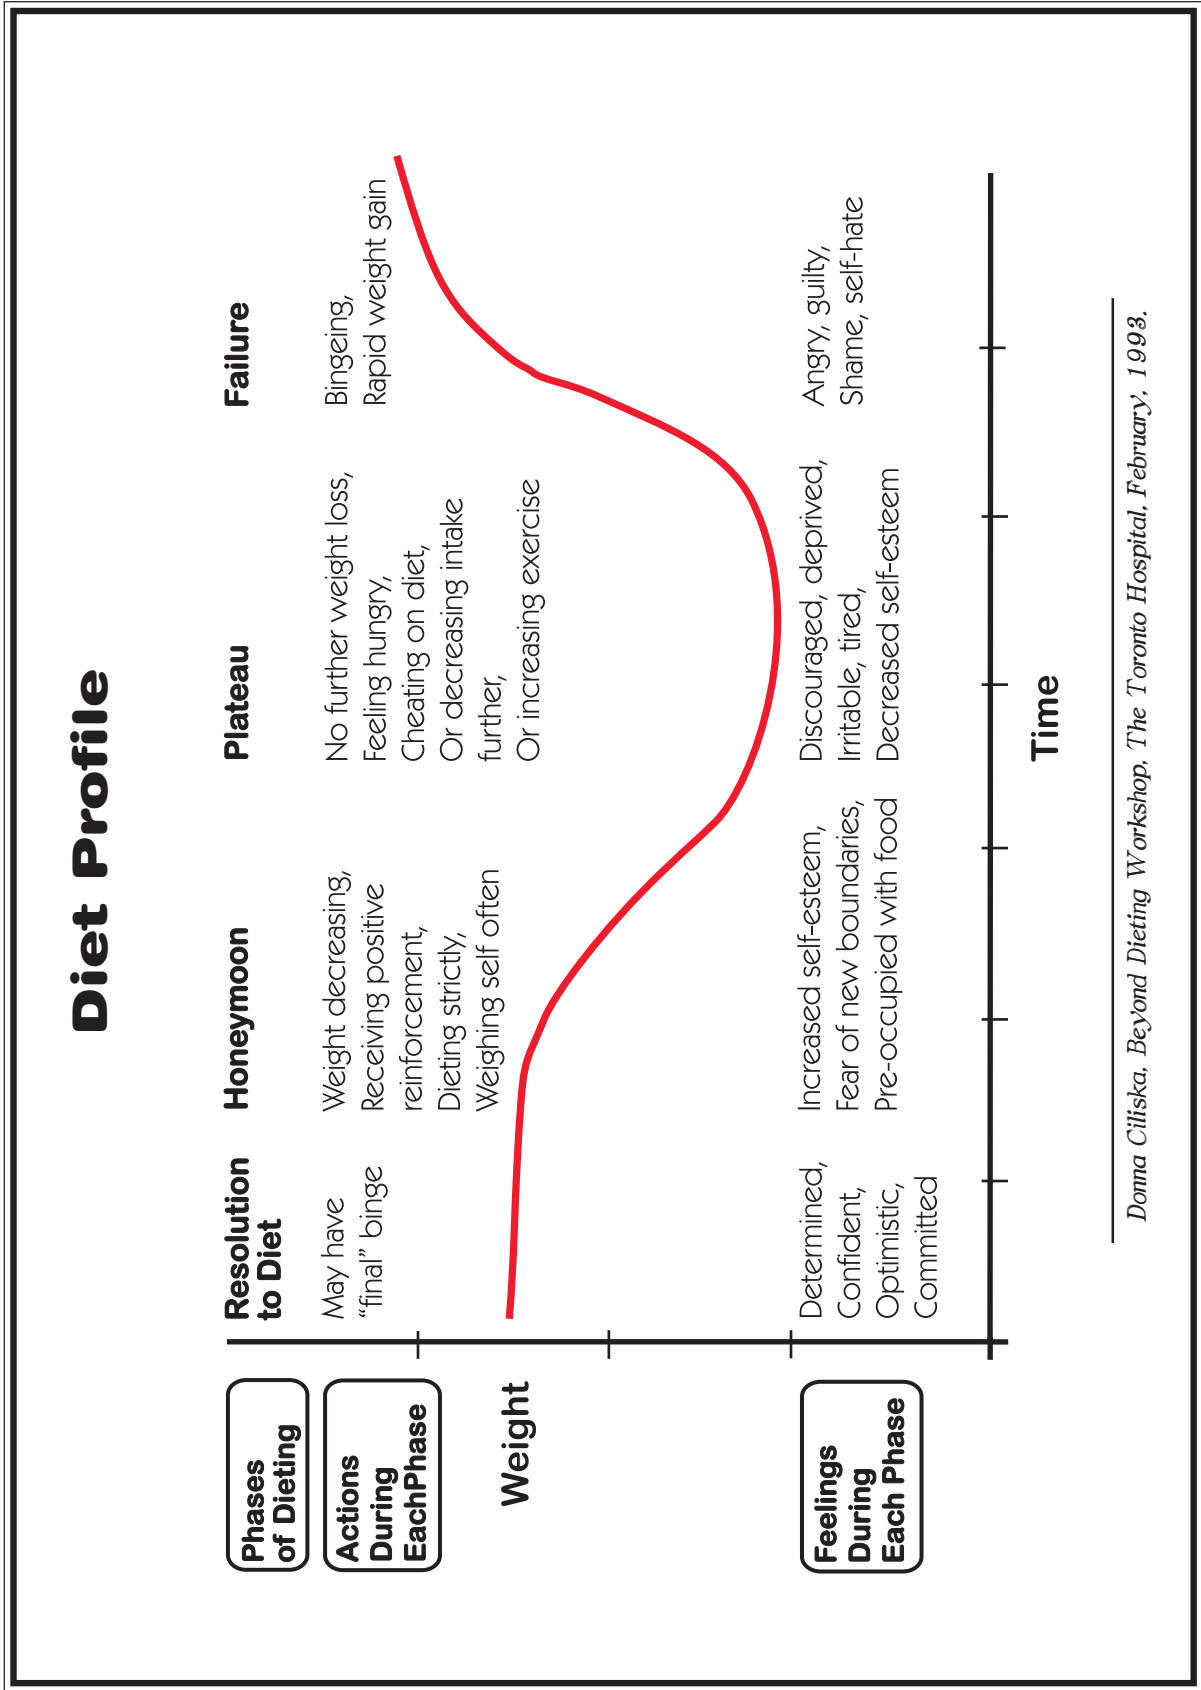 Diet Profile
Phases
of Dieting
Resolution
to Diet
Honeymoon
Plateau
Failure
Actions
During
EachPhase
May have
“final” binge
Weight decreasing,
Receiving positive
reinforcement,
Dieting strictly,
Weighing self often
No further weight loss,
Feeling hungry,
Cheating on diet,
Or decreasing intake
further,
Or increasing exercise
Bingeing,
Rapid weight gain
Weight
Feelings
During
Each Phase
Determined,
Confident,
Optimistic,
Committed
Increased self-esteem,
Fear of new boundaries,
Pre-occupied with food
Discouraged, deprived,
Irritable, tired,
Decreased self-esteem
Angry, guilty,
Shame, self-hate
Time
Donna Ciliska, Beyond Dieting Workshop, The Toronto Hospital, February, 1993.